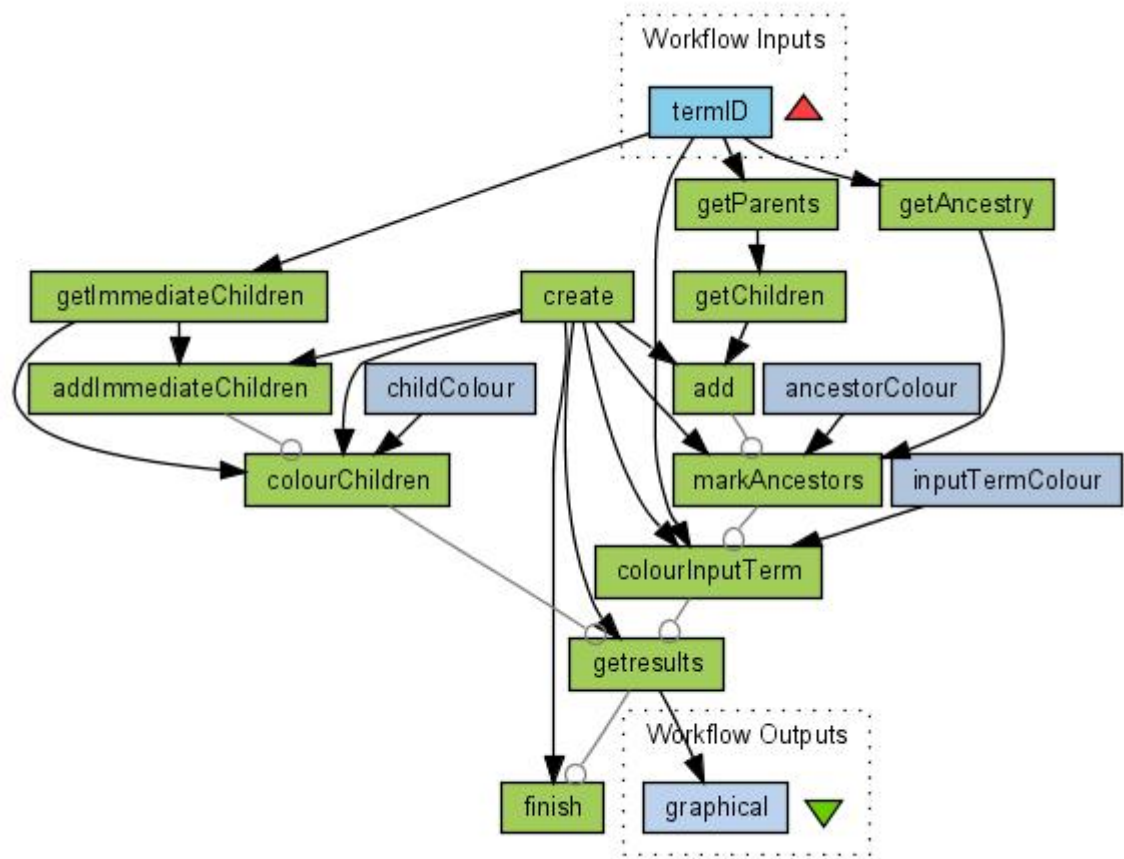 Workflow Inputs
termID
getParents
getAncestry
getImmediateChildren
create
getChildren
addImmediateChildren
childColour
add
ancestorColour
colourChildren
markAncestors
inputTermColour
colourInputTerm
getresults
Workflow Outputs
finish
graphical